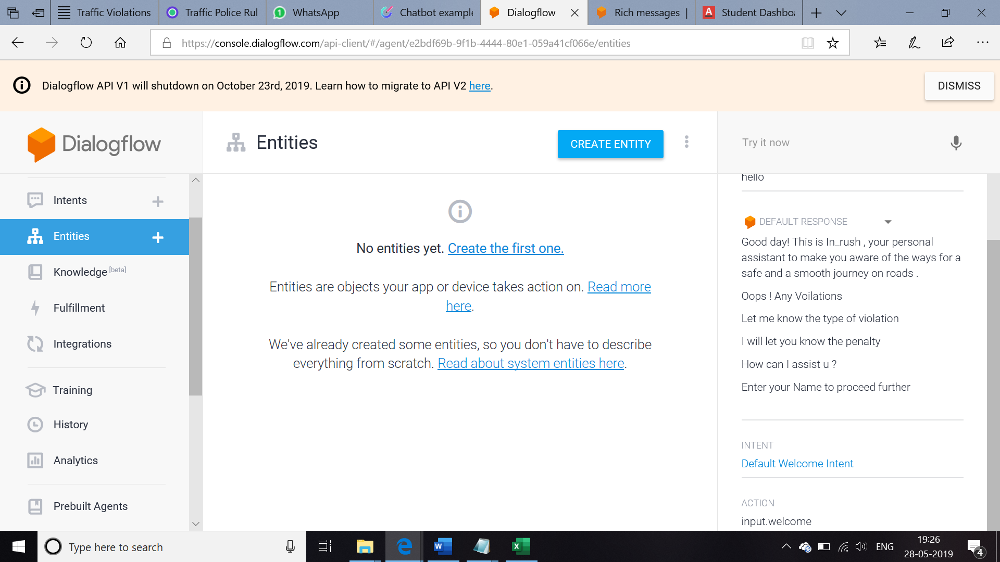 Traffic Violations
Traffic Police Rul
WhatsApp
Chatbot example
Dialogflow
Rich messages |
Student Dashbo
https://console.dialogflow.com/api-client/#/agent/e2bdf69b-9f1b-4444-80e1-059a41cf066e/entities
Dialogflow API V1 will shutdown on October 23rd, 2019. Learn how to migrate to API V2 here.
DISMISS
Dialogflow
Entities
CREATE ENTITY
Try it now
Intents
Entities
Knowledge [beta]
Fulfillment
Integrations
Training
History
Analytics
Prebuilt Agents
No entities yet. Create the first one.
Entities are objects your app or device takes action on. Read more
here.
We've already created some entities, so you don't have to describe
everything from scratch. Read about system entities here.
hello
DEFAULT RESPONSE
Good day! This is In_rush , your personal
assistant to make you aware of the ways for a
safe and a smooth journey on roads .
Oops ! Any Voilations
Let me know the type of violation
I will let you know the penalty
How can I assist u ?
Enter your Name to proceed further
INTENT
Default Welcome Intent
ACTION
input.welcome
Type here to search
ENG
19:26
28-05-2019
4